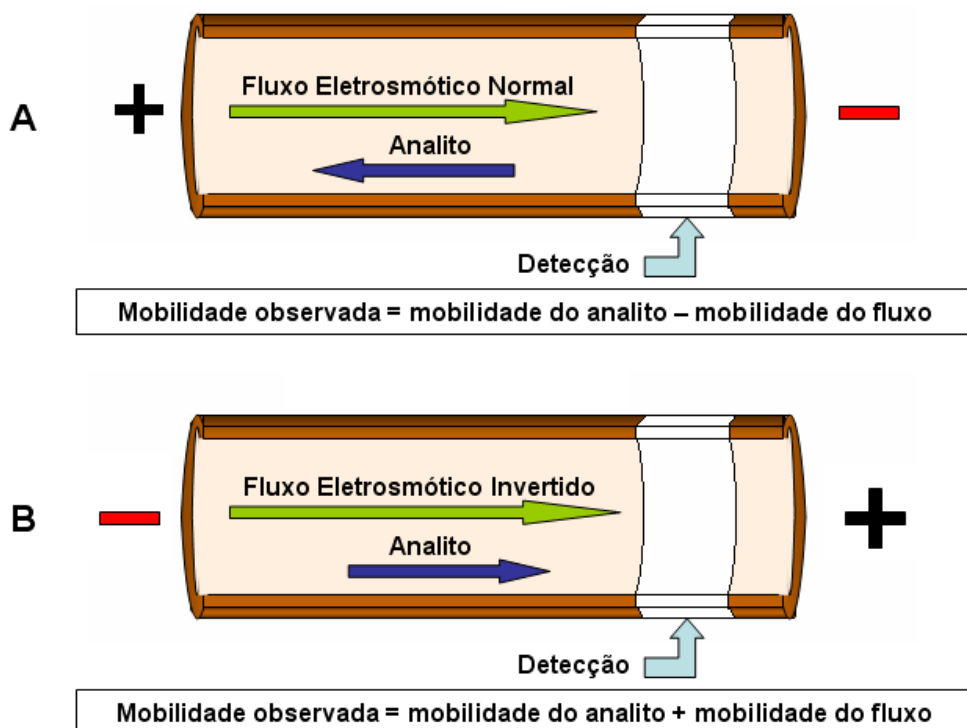 A
+
Fluxo Eletrosmótico Normal
Analito
Detecção
Mobilidade observada = mobilidade do analito – mobilidade do fluxo
B
Fluxo Eletrosmótico Invertido
+
Analito
Detecção
Mobilidade observada = mobilidade do analito + mobilidade do fluxo